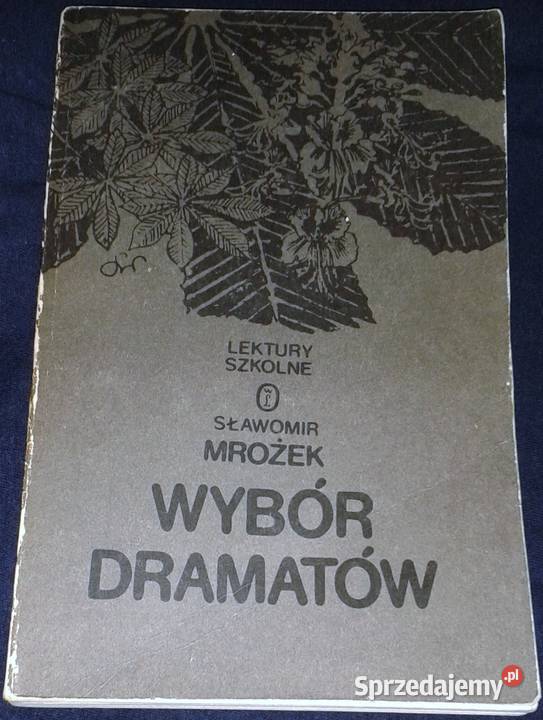 LEKTURY
SZKOLNE
SŁAWOMIR
MROŻEK
WYBÓR
DRAMATÓW
Sprzedajemy.pl